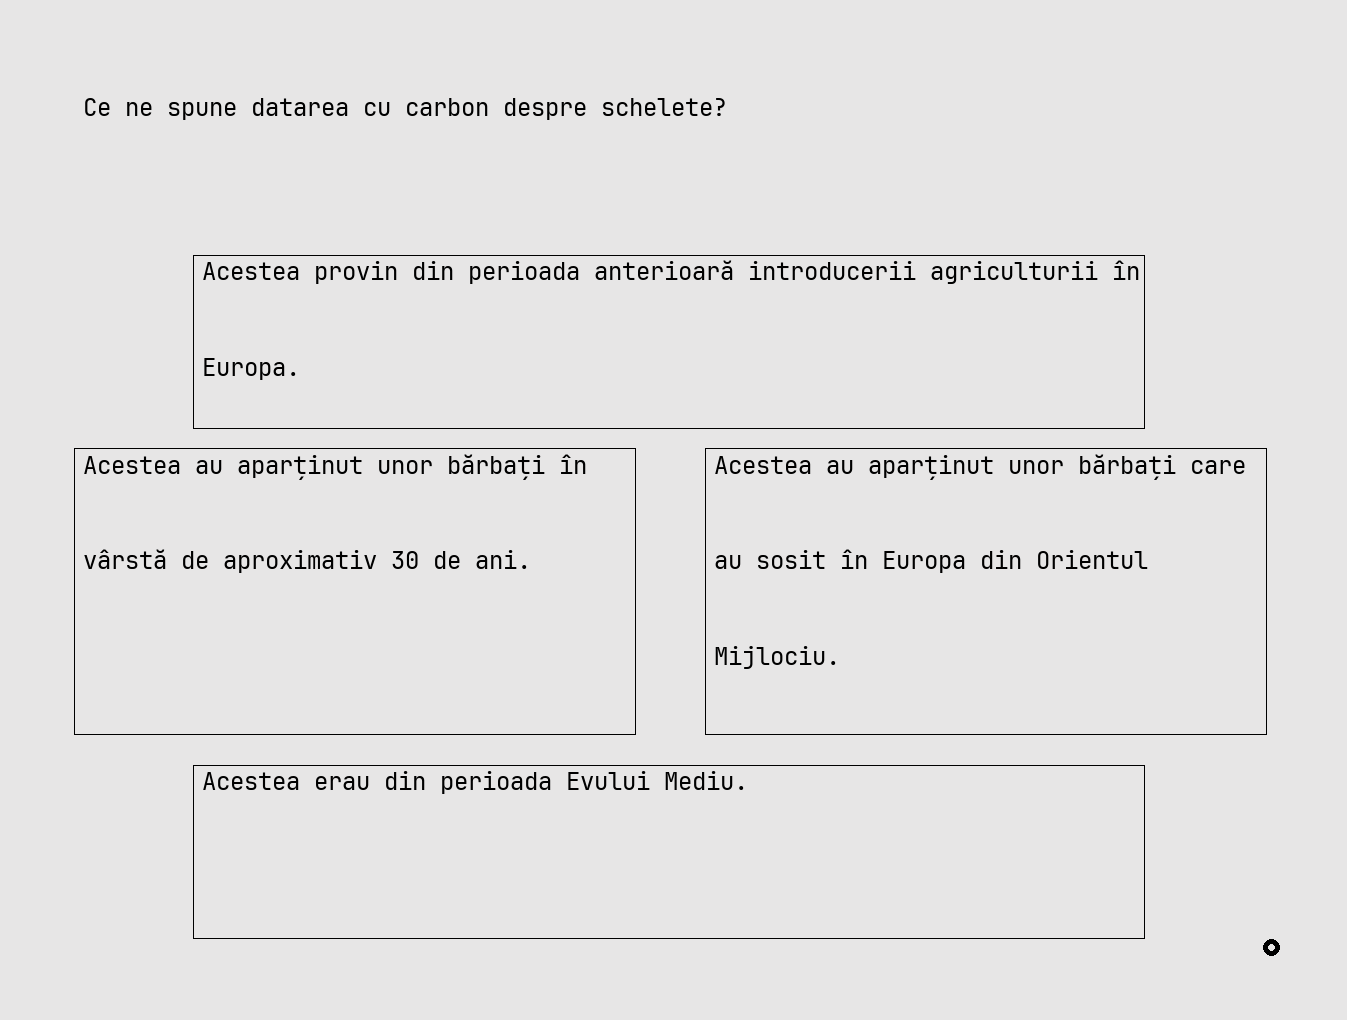 Ce ne spune datarea cu carbon despre schelete?
Acestea provin din perioada anterioară introducerii agriculturii în
Europa.
Acestea au aparținut unor bărbați în
vârstă de aproximativ 30 de ani.
Acestea au aparținut unor bărbați care
au sosit în Europa din Orientul
Mijlociu.
Acestea erau din perioada Evului Mediu.